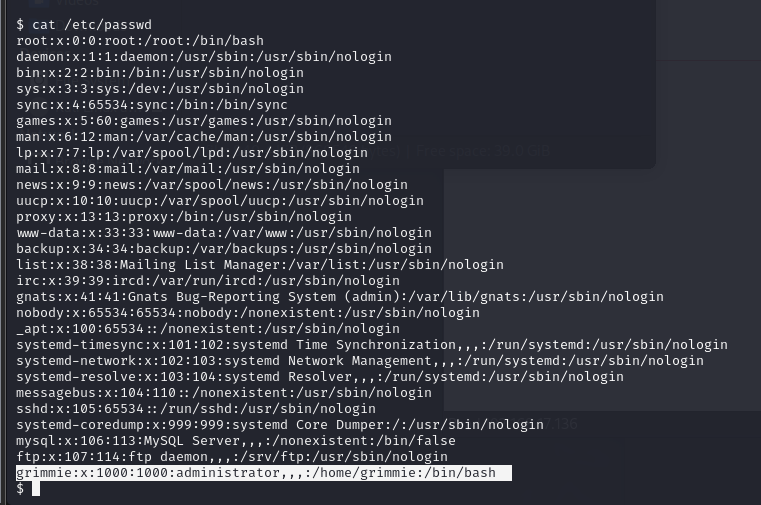 $ cat /etc/passwd
root:x:0:0:root:/root:/bin/bash
daemon:x:1:1:daemon:/usr/sbin:/usr/sbin/nologin
bin:x:2:2:bin:/bin:/usr/sbin/nologin
sys:x:3:3:sys:/dev:/usr/sbin/nologin
sync:x:4:65534:sync:/bin:/bin/sync
games:x:5:60:games:/usr/games:/usr/sbin/nologin
man:x:6:12:man:/var/cache/man:/usr/sbin/nologin
lp:x:7:7:lp:/var/spool/lpd:/usr/sbin/nologin
mail:x:8:8:mail:/var/mail:/usr/sbin/nologin
news:x:9:9:news:/var/spool/news:/usr/sbin/nologin
uucp:x:10:10:uucp:/var/spool/uucp:/usr/sbin/nologin
proxy:x:13:13:proxy:/bin:/usr/sbin/nologin
www-data:x:33:33:www-data:/var/www:/usr/sbin/nologin
backup:x:34:34:backup:/var/backups:/usr/sbin/nologin
list:x:38:38:Mailing List Manager:/var/list:/usr/sbin/nologin
irc:x:39:39:ircd:/var/run/ircd:/usr/sbin/nologin
gnats:x:41:41:Gnats Bug-Reporting System (admin):/var/lib/gnats:/usr/sbin/nologin
nobody:x:65534:65534:nobody:/nonexistent:/usr/sbin/nologin
_apt:x:100:65534::/nonexistent:/usr/sbin/nologin
systemd-timesync:x:101:102:systemd Time Synchronization,,,:/run/systemd:/usr/sbin/nologin
systemd-network:x:102:103:systemd Network Management,,,:/run/systemd:/usr/sbin/nologin
systemd-resolve:x:103:104:systemd Resolver,,,:/run/systemd:/usr/sbin/nologin
messagebus:x:104:110::/nonexistent:/usr/sbin/nologin
sshd:x:105:65534::/run/sshd:/usr/sbin/nologin
systemd-coredump:x:999:999:systemd Core Dumper:/:/usr/sbin/nologin
mysql:x:106:113:MySQL Server,,,:/nonexistent:/bin/false
ftp:x:107:114:ftp daemon,,,:/srv/ftp:/usr/sbin/nologin
grimmie:x:1000:1000:administrator,,,:/home/grimmie:/bin/bash
$